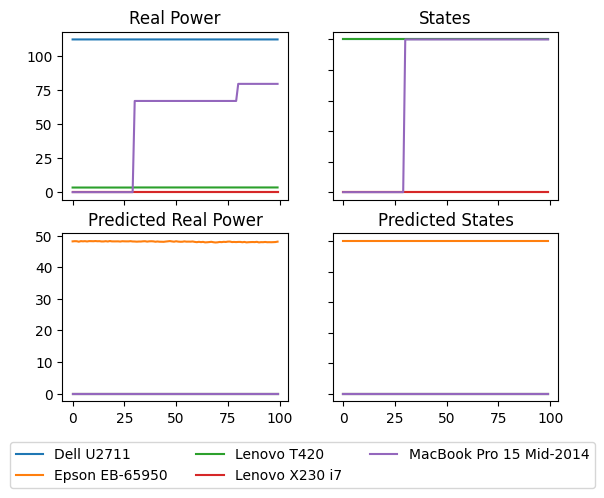 Real Power
States
100
75
50
25
0
Predicted Real Power
Predicted States
50
40
30
20
10
0
0 25 50 75 100
0 25 50 75 100
Dell U2711
Lenovo T420
MacBook Pro 15 Mid-2014
Epson EB-65950
Lenovo X230 i7